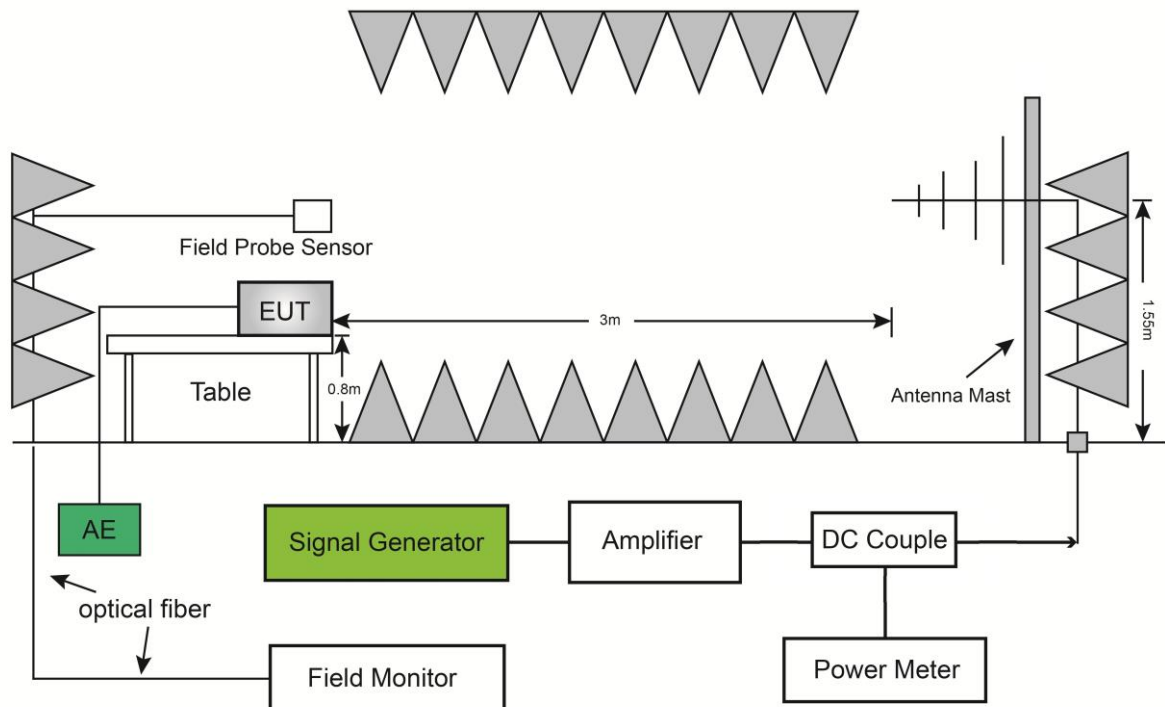 Field Probe Sensor
EUT
3m
1.55m
0.8m
Table
Antenna Mast
AE
Signal Generator
Amplifier
DC Couple
optical fiber
Field Monitor
Power Meter